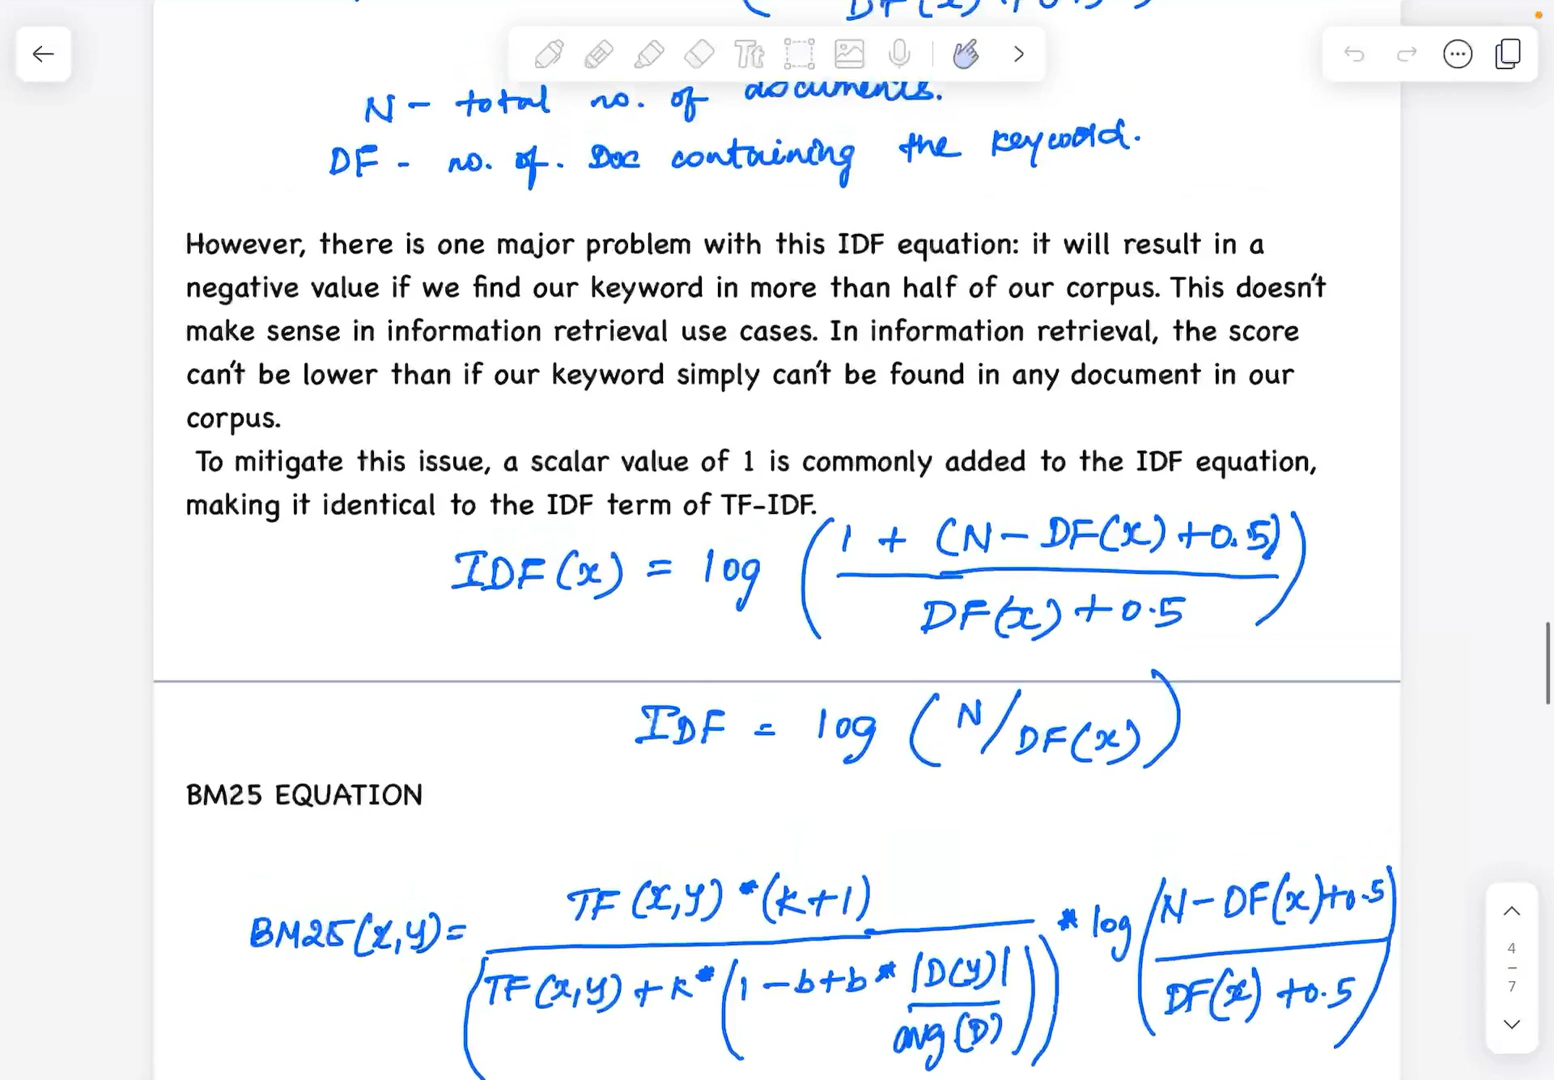 DF(x) + 0.5
Tt
N - total no. of documents.
DF - no. of. Doc containing the keyword.
However, there is one major problem with this IDF equation: it will result in a
negative value if we find our keyword in more than half of our corpus. This doesn't
make sense in information retrieval use cases. In information retrieval, the score
can't be lower than if our keyword simply can't be found in any document in our
corpus.
To mitigate this issue, a scalar value of 1 is commonly added to the IDF equation,
making it identical to the IDF term of TF-IDF.
IDF(x) = log (1 + (N - DF(x) + 0.5) / DF(x) + 0.5)
IDF = log (N/DF(x))
BM25 EQUATION
BM25(x,y) = TF(x,y) * (k+1) / (TF(x,y) + k * (1 - b + b * |D(y)| / avg(D))) * log (N - DF(x) + 0.5 / DF(x) + 0.5)
4
-
7